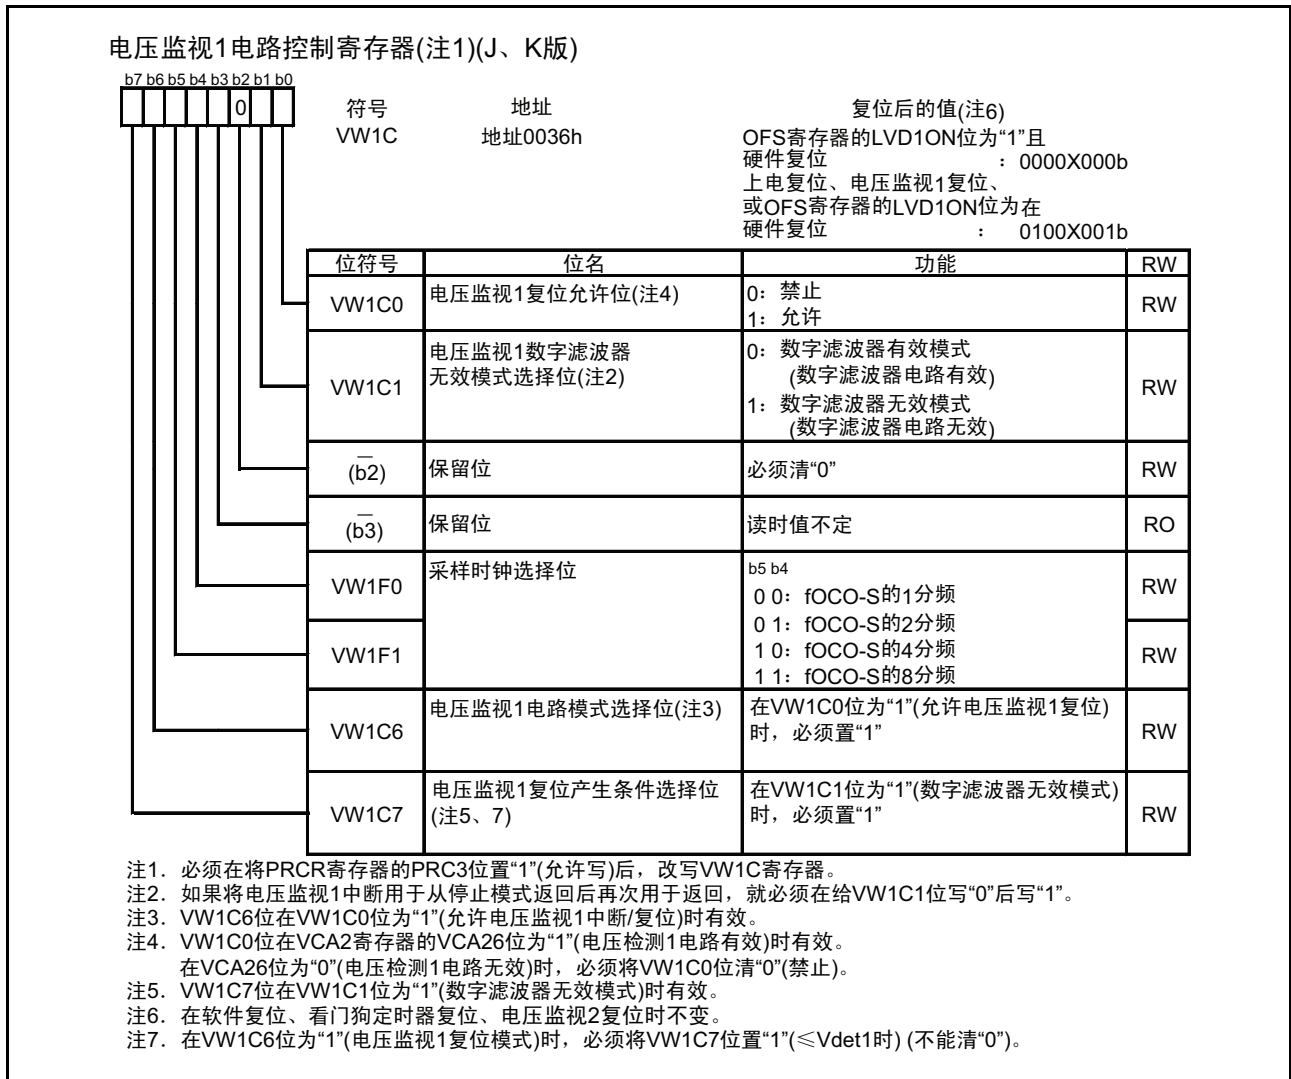 电压监视1电路控制寄存器(注1)(J、K版)
b7 b6 b5 b4 b3 b2 b1 b0
0
符号 地址 复位后的值(注6)
VW1C 地址0036h OFS寄存器的LVD1ON位为“1”且
硬件复位 : 0000X000b
上电复位、电压监视1复位、
或OFS寄存器的LVD1ON位为在
硬件复位 : 0100X001b
位符号 位名 功能 RW
VW1C0 电压监视1复位允许位(注4) 0：禁止 RW
1：允许
VW1C1 电压监视1数字滤波器 0：数字滤波器有效模式 RW
无效模式选择位(注2) (数字滤波器电路有效)
1：数字滤波器无效模式
(数字滤波器电路无效)
—
(b2) 保留位 必须清“0” RW
—
(b3) 保留位 读时值不定 RO
采样时钟选择位 b5 b4
VW1F0 0 0：fOCO-S的1分频 RW
0 1：fOCO-S的2分频
VW1F1 1 0：fOCO-S的4分频 RW
1 1：fOCO-S的8分频
VW1C6 电压监视1电路模式选择位(注3) 在VW1C0位为“1”(允许电压监视1复位) RW
时，必须置“1”
VW1C7 电压监视1复位产生条件选择位 在VW1C1位为“1”(数字滤波器无效模式) RW
(注5、7) 时，必须置“1”
注1．必须在将PRCR寄存器的PRC3位置“1”(允许写)后，改写VW1C寄存器。
注2．如果将电压监视1中断用于从停止模式返回后再次用于返回，就必须在给VW1C1位写“0”后写“1”。
注3．VW1C6位在VW1C0位为“1”(允许电压监视1中断/复位)时有效。
注4．VW1C0位在VCA2寄存器的VCA26位为“1”(电压检测1电路有效)时有效。
在VCA26位为“0”(电压检测1电路无效)时，必须将VW1C0位清“0”(禁止)。
注5．VW1C7位在VW1C1位为“1”(数字滤波器无效模式)时有效。
注6．在软件复位、看门狗定时器复位、电压监视2复位时不变。
注7．在VW1C6位为“1”(电压监视1复位模式)时，必须将VW1C7位置“1”(≤Vdet1时) (不能清“0”)。